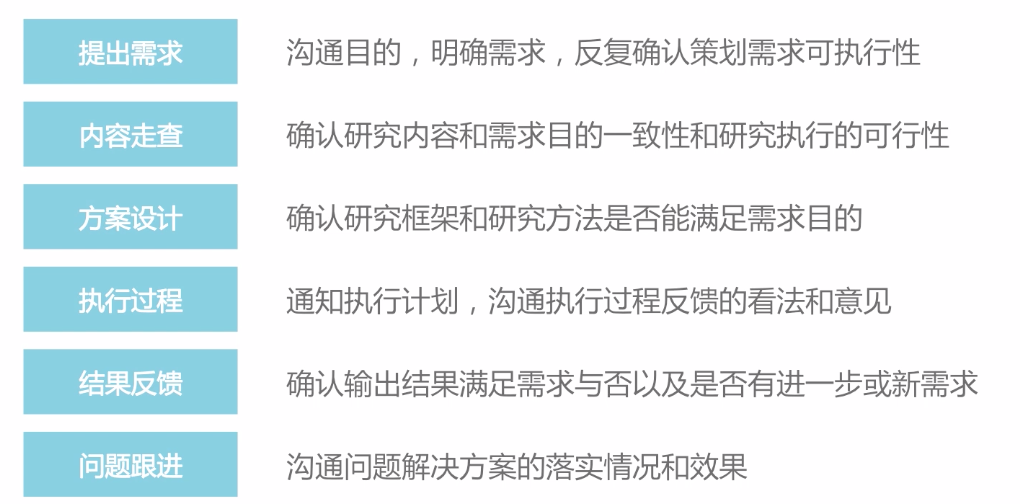 提出需求 沟通目的，明确需求，反复确认策划需求可执行性
内容走查 确认研究内容和需求目的一致性和研究执行的可行性
方案设计 确认研究框架和研究方法是否能满足需求目的
执行过程 通知执行计划，沟通执行过程反馈的看法和意见
结果反馈 确认输出结果满足需求与否以及是否有进一步或新需求
问题跟进 沟通问题解决方案的落实情况和效果